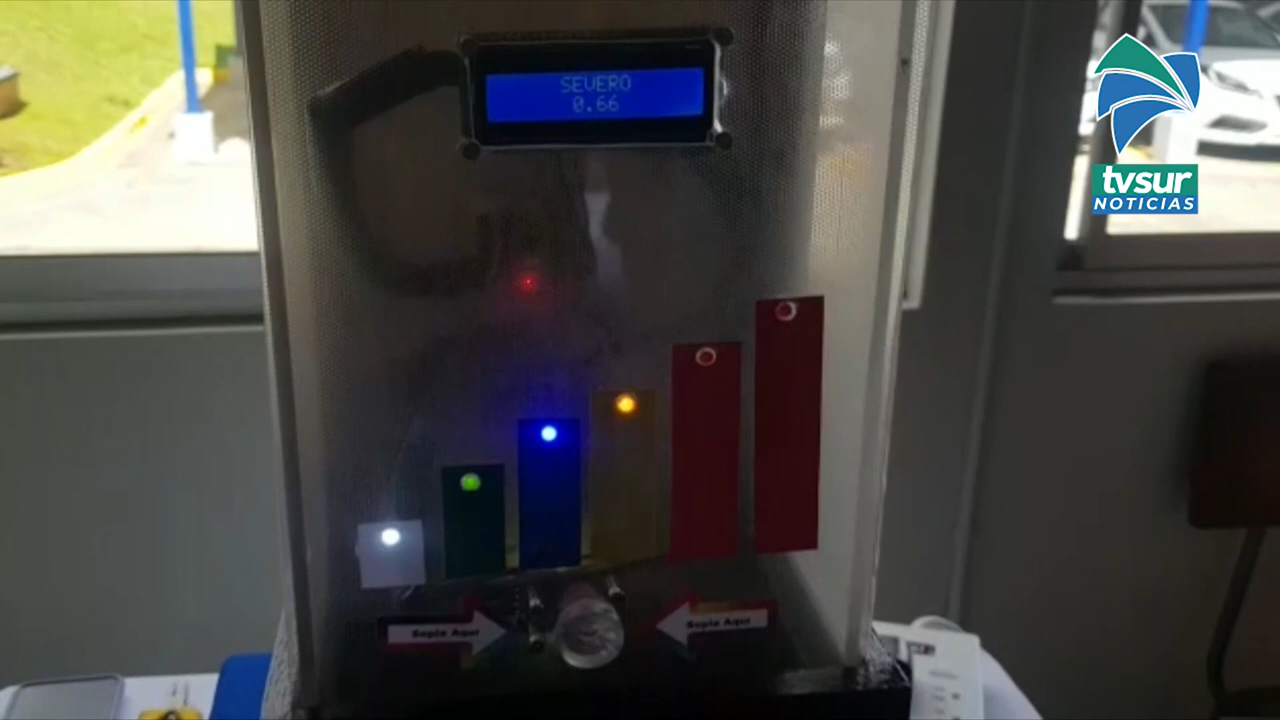 SEVERO
0.66
tvsur
NOTICIAS
Sople Aquí
Sople Aquí